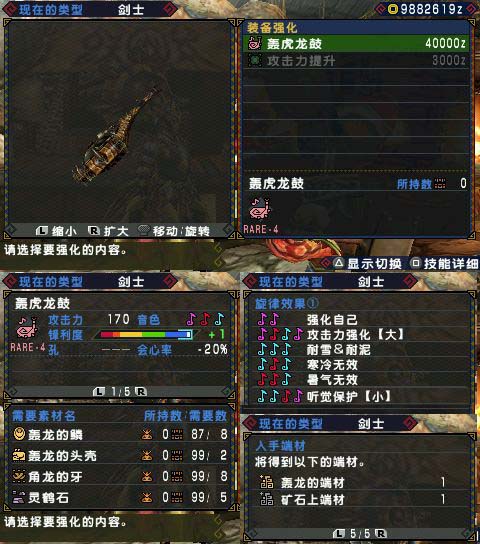 现在的类型 剑士
9882619z
装备强化
轰虎龙鼓 40000z
攻击力提升 3000z
轰虎龙鼓 所持数 0
RARE-4
L 缩小 R 扩大 移动/旋转
请选择要强化的内容。
△显示切换 □技能详细
现在的类型 剑士
轰虎龙鼓
攻击力 170 音色
锋利度 +1
RARE-4
孔 --- 会心率 -20%
L 1/5 R
需要素材名 所持数/需要数
轰龙的鳞 0 87/ 8
轰龙的头壳 0 99/ 2
角龙的牙 0 99/ 8
灵鹤石 0 99/ 5
请选择要强化的内容。
现在的类型 剑士
旋律效果①
强化自己
攻击力强化【大】
耐雪&耐泥
寒冷无效
暑气无效
听觉保护【小】
现在的类型 剑士
入手端材
将得到以下的端材。
轰龙的端材 1
矿石上端材 1
L 5/5 R